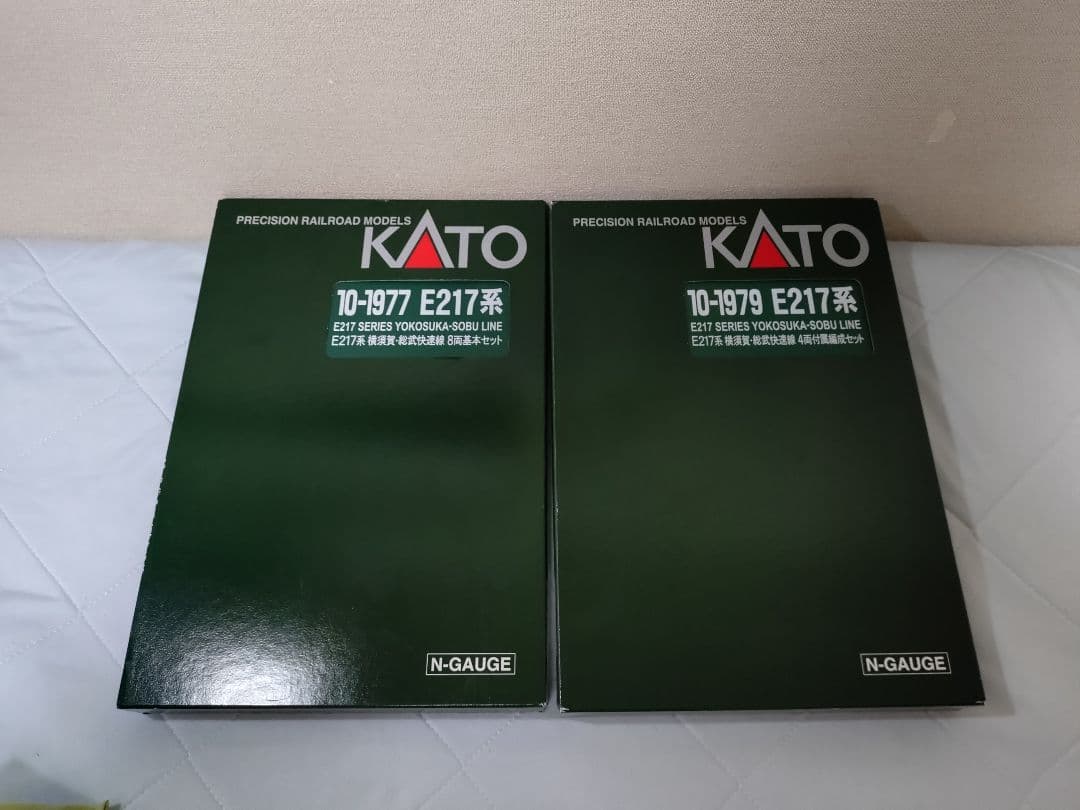 PRECISION RAILROAD MODELS
KATO
10-1977 E217系
E217 SERIES YOKOSUKA-SOBU LINE
E217系 横須賀・総武快速線 8両基本セット
N-GAUGE
PRECISION RAILROAD MODELS
KATO
10-1979 E217系
E217 SERIES YOKOSUKA-SOBU LINE
E217系 横須賀・総武快速線 4両付属編成セット
N-GAUGE